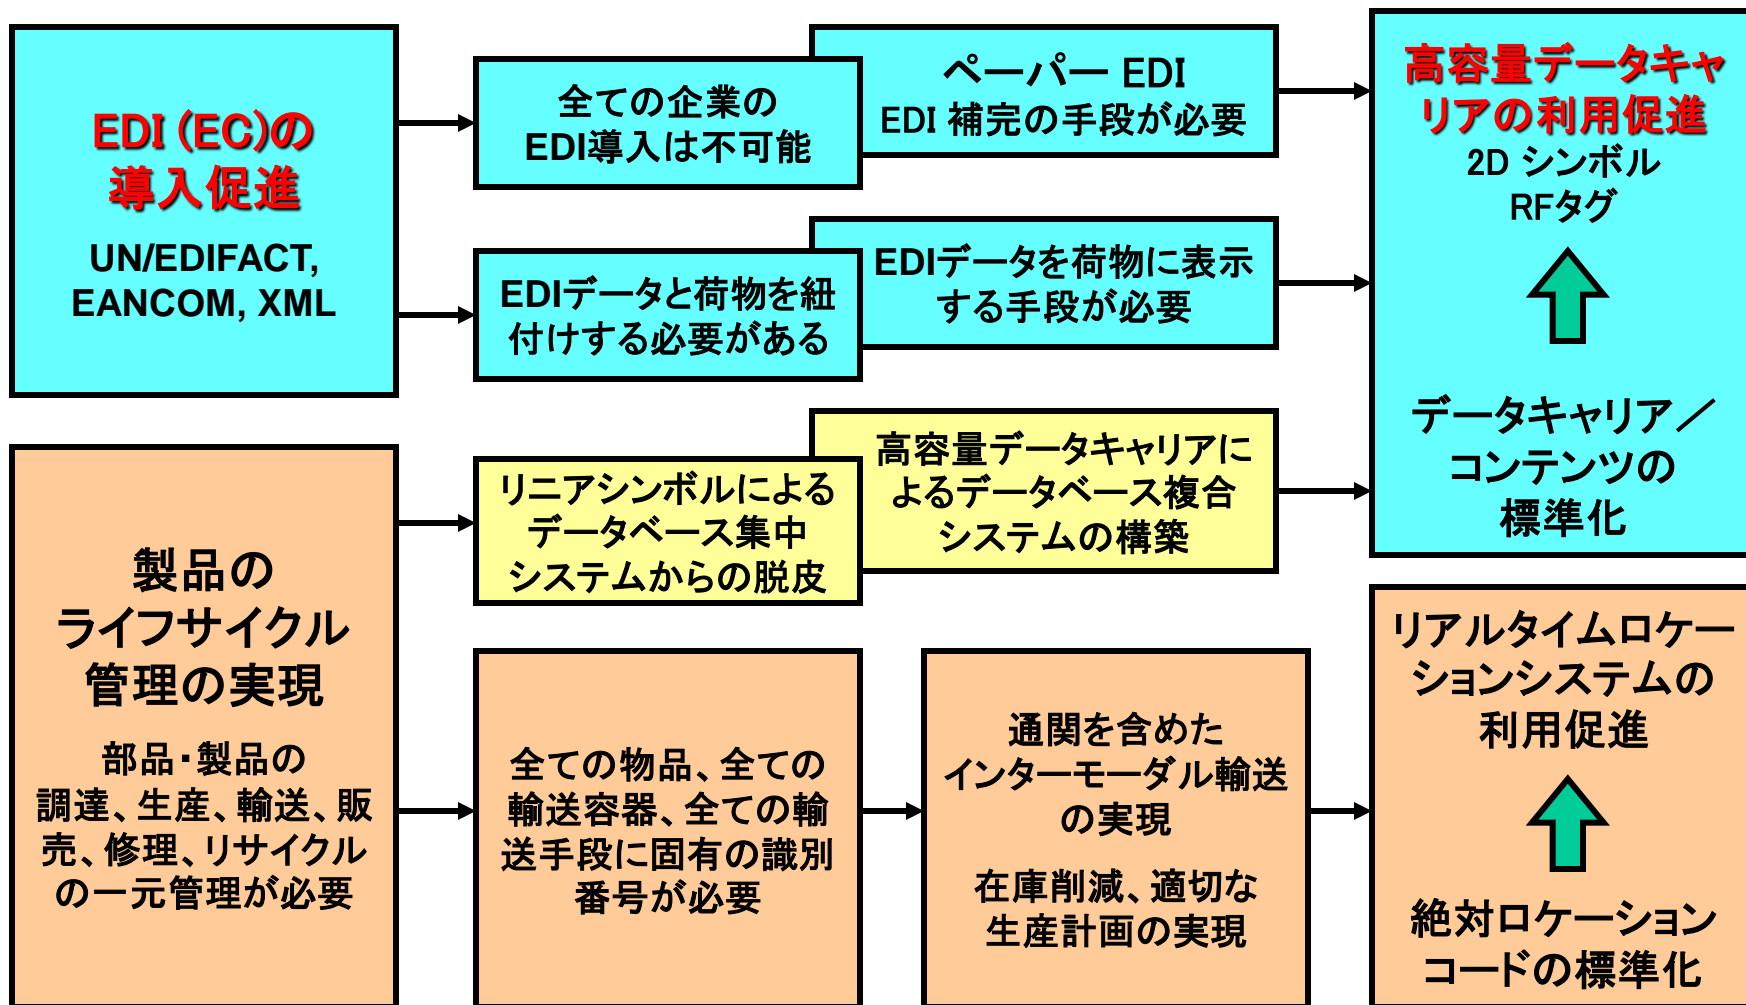 EDI (EC)の
導入促進
UN/EDIFACT,
EANCOM, XML
全ての企業の
EDI導入は不可能
ペーパー EDI
EDI 補完の手段が必要
EDIデータと荷物を紐
付けする必要がある
EDIデータを荷物に表示
する手段が必要
高容量データキャ
リアの利用促進
2D シンボル
RFタグ
データキャリア／
コンテンツの
標準化
製品の
ライフサイクル
管理の実現
部品・製品の
調達、生産、輸送、販
売、修理、リサイクル
の一元管理が必要
リニアシンボルによる
データベース集中
システムからの脱皮
高容量データキャリアに
よるデータベース複合
システムの構築
全ての物品、全ての
輸送容器、全ての輸
送手段に固有の識別
番号が必要
通関を含めた
インターモーダル輸送
の実現
在庫削減、適切な
生産計画の実現
リアルタイムロケー
ションシステムの
利用促進
絶対ロケーション
コードの標準化